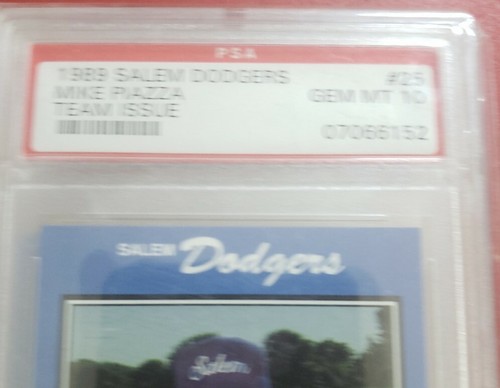 PSA
1989 SALEM DODGERS #25
MIKE PIAZZA GEM MT 10
TEAM ISSUE
07066152
SALEM Dodgers
Salem